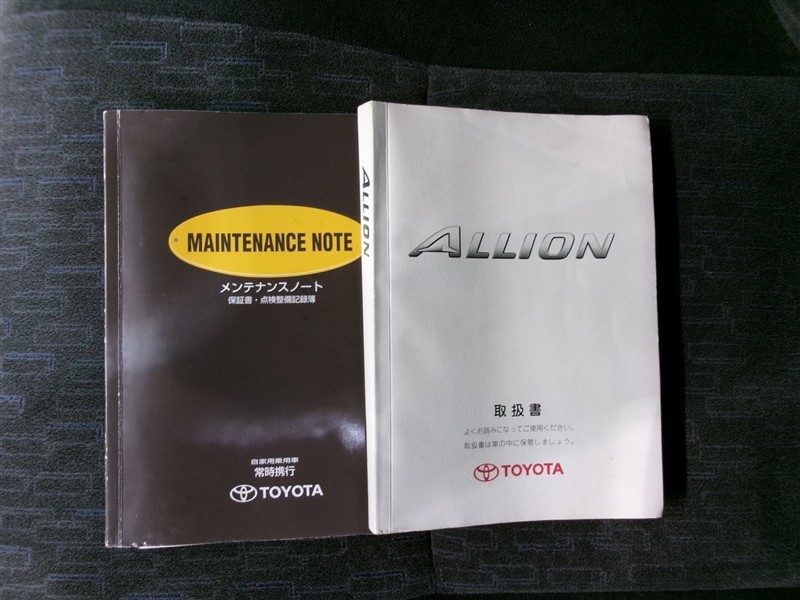 MAINTENANCE NOTE
メンテナンスノート
保証書・点検整備記録簿
自家用乗用車
常時携行
TOYOTA
ALLION
ALLION
取扱書
よくお読みになってご使用ください。
取扱書は車の中に保管しましょう。
TOYOTA